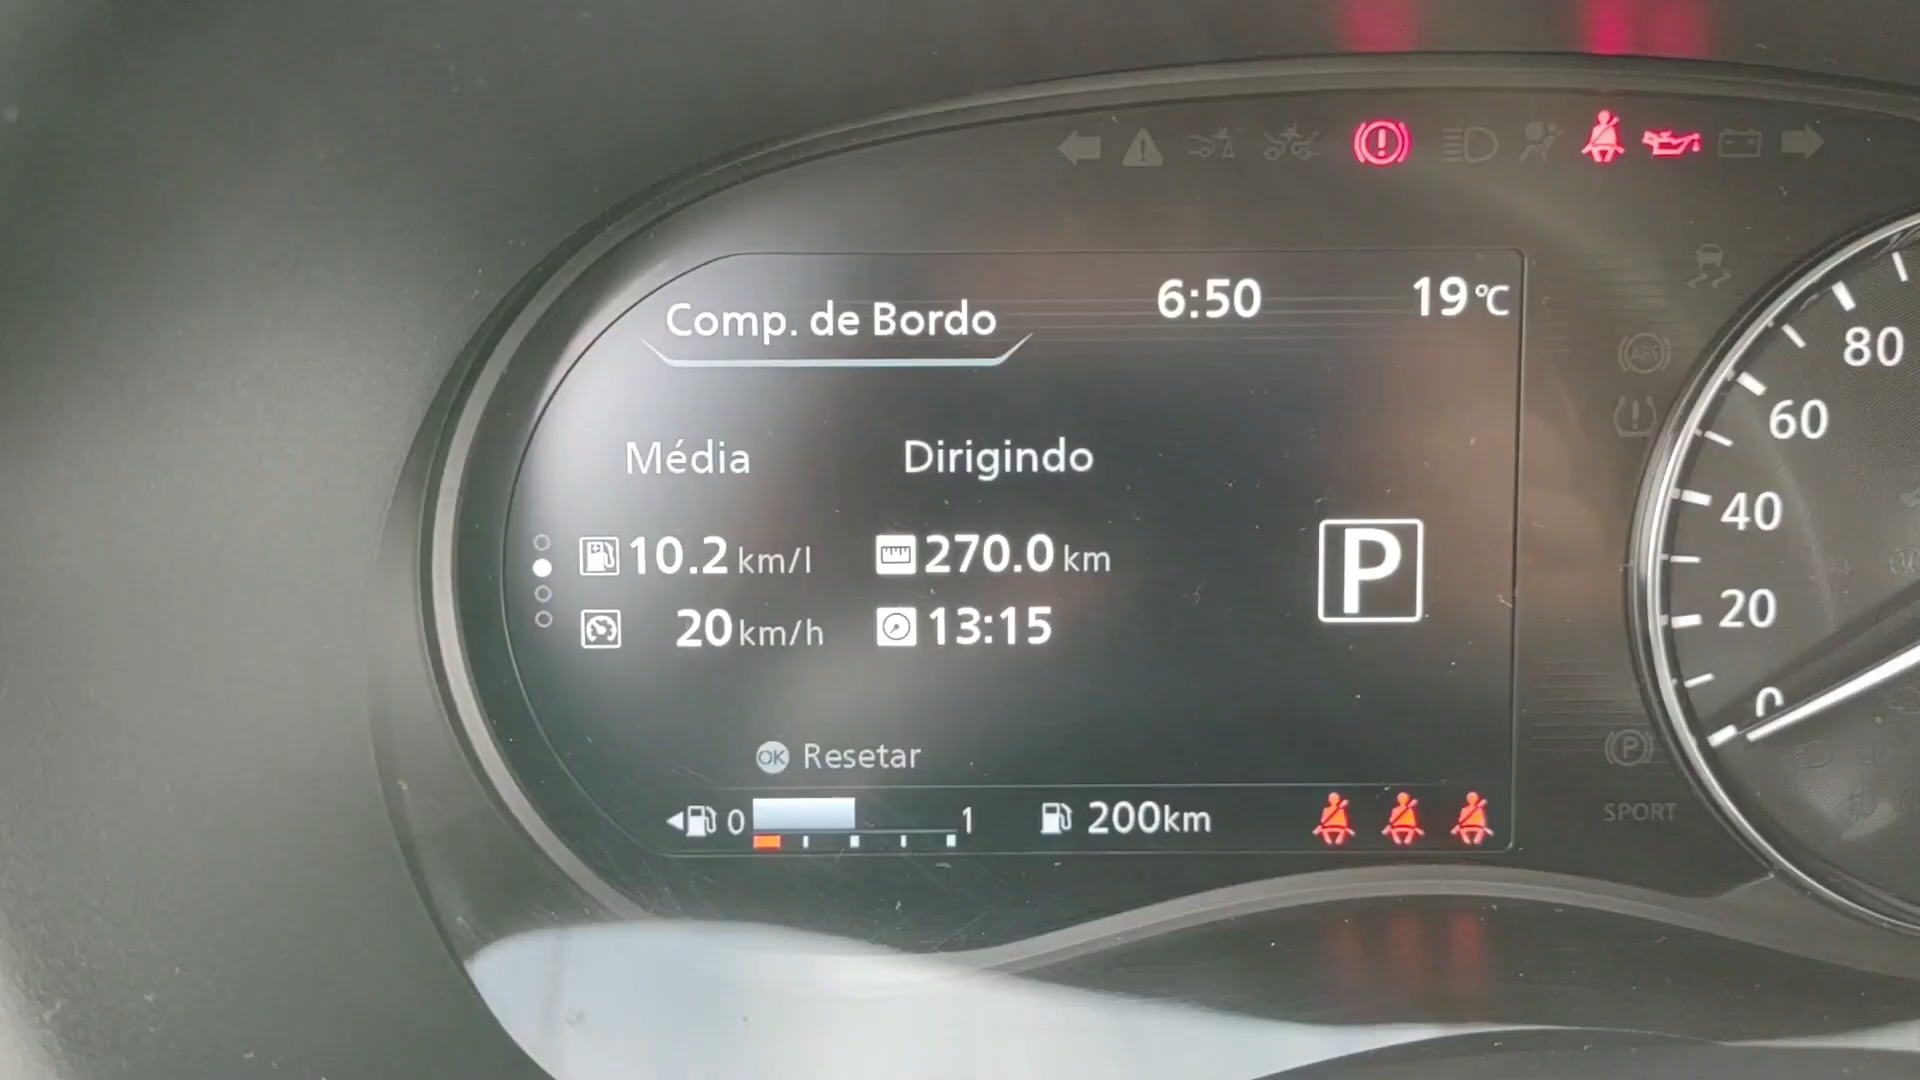 6:50 19°C
Comp. de Bordo
Média Dirigindo
10.2 km/l 270.0 km
20 km/h 13:15
P
OK Resetar
0 1 200km
80
60
40
20
0
ABS
P
SPORT